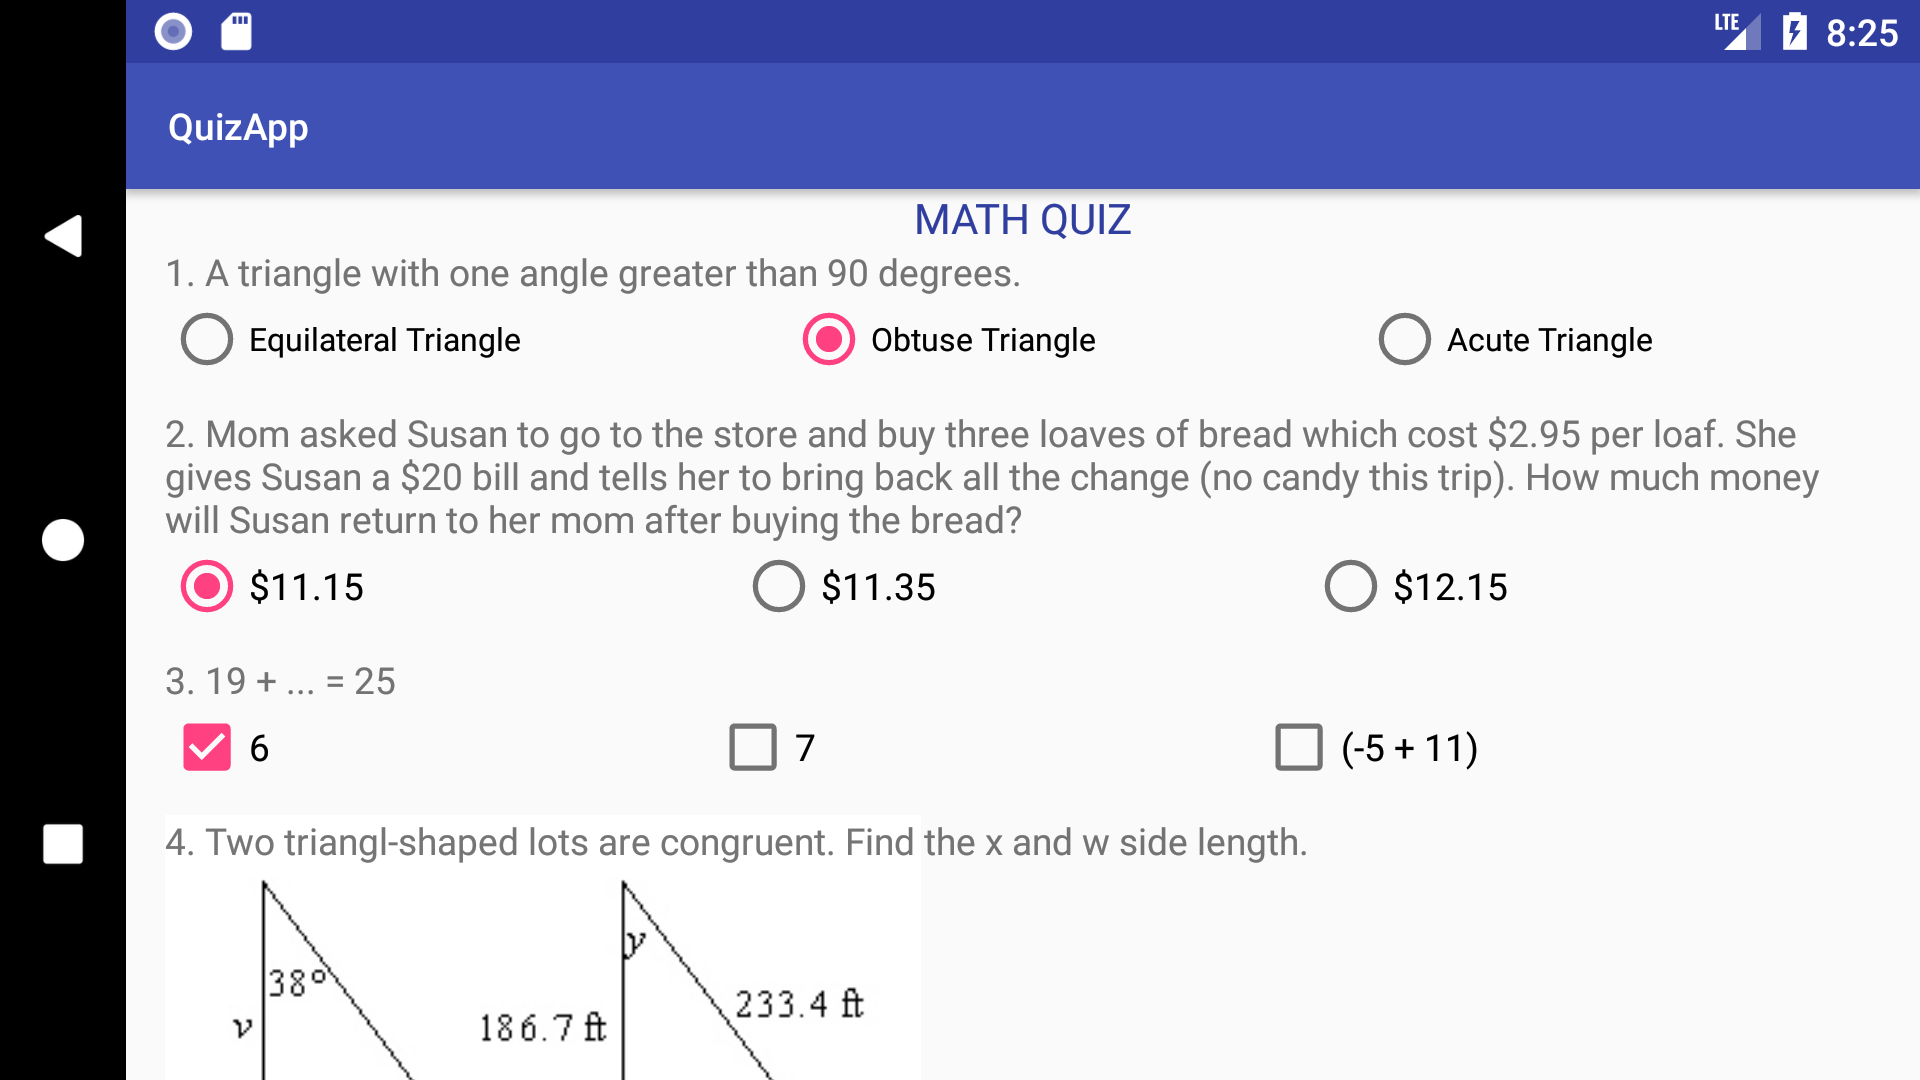 LTE 8:25
QuizApp
MATH QUIZ
1. A triangle with one angle greater than 90 degrees.
Equilateral Triangle Obtuse Triangle Acute Triangle
2. Mom asked Susan to go to the store and buy three loaves of bread which cost $2.95 per loaf. She
gives Susan a $20 bill and tells her to bring back all the change (no candy this trip). How much money
will Susan return to her mom after buying the bread?
$11.15 $11.35 $12.15
3. 19 + ... = 25
6 7 (-5 + 11)
4. Two triangl-shaped lots are congruent. Find the x and w side length.
y
38°
233.4 ft
v 186.7 ft